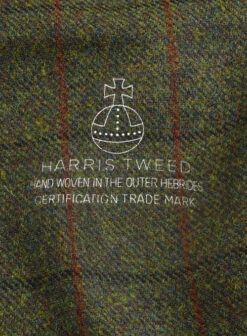 HARRIS TWEED
HAND WOVEN IN THE OUTER HEBRIDES
CERTIFICATION TRADE MARK